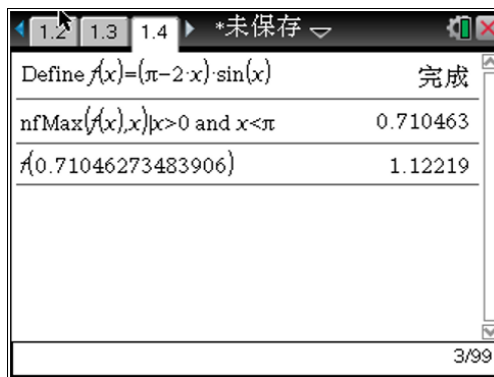 1.2 1.3 1.4 *未保存
Define f(x)=(π-2·x)·sin(x) 完成
nfMax(f(x),x)|x>0 and x<π 0.710463
f(0.71046273483906) 1.12219
3/99